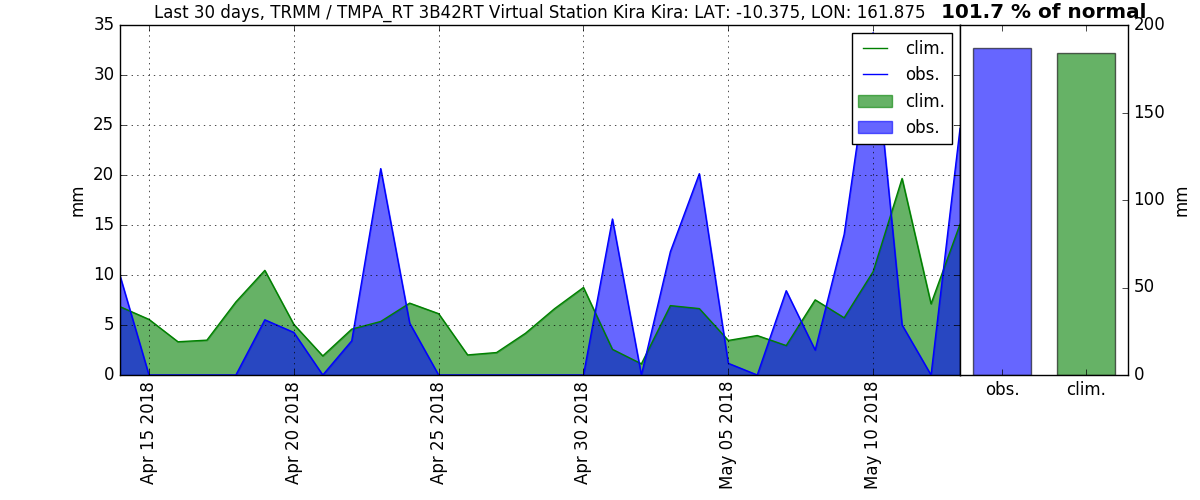 Last 30 days, TRMM / TMPA_RT 3B42RT Virtual Station Kira Kira: LAT: -10.375, LON: 161.875
101.7 % of normal
35
30
25
20
15
10
5
0
mm
clim.
obs.
clim.
obs.
Apr 15 2018
Apr 20 2018
Apr 25 2018
Apr 30 2018
May 05 2018
May 10 2018
200
150
100
50
0
mm
obs.
clim.